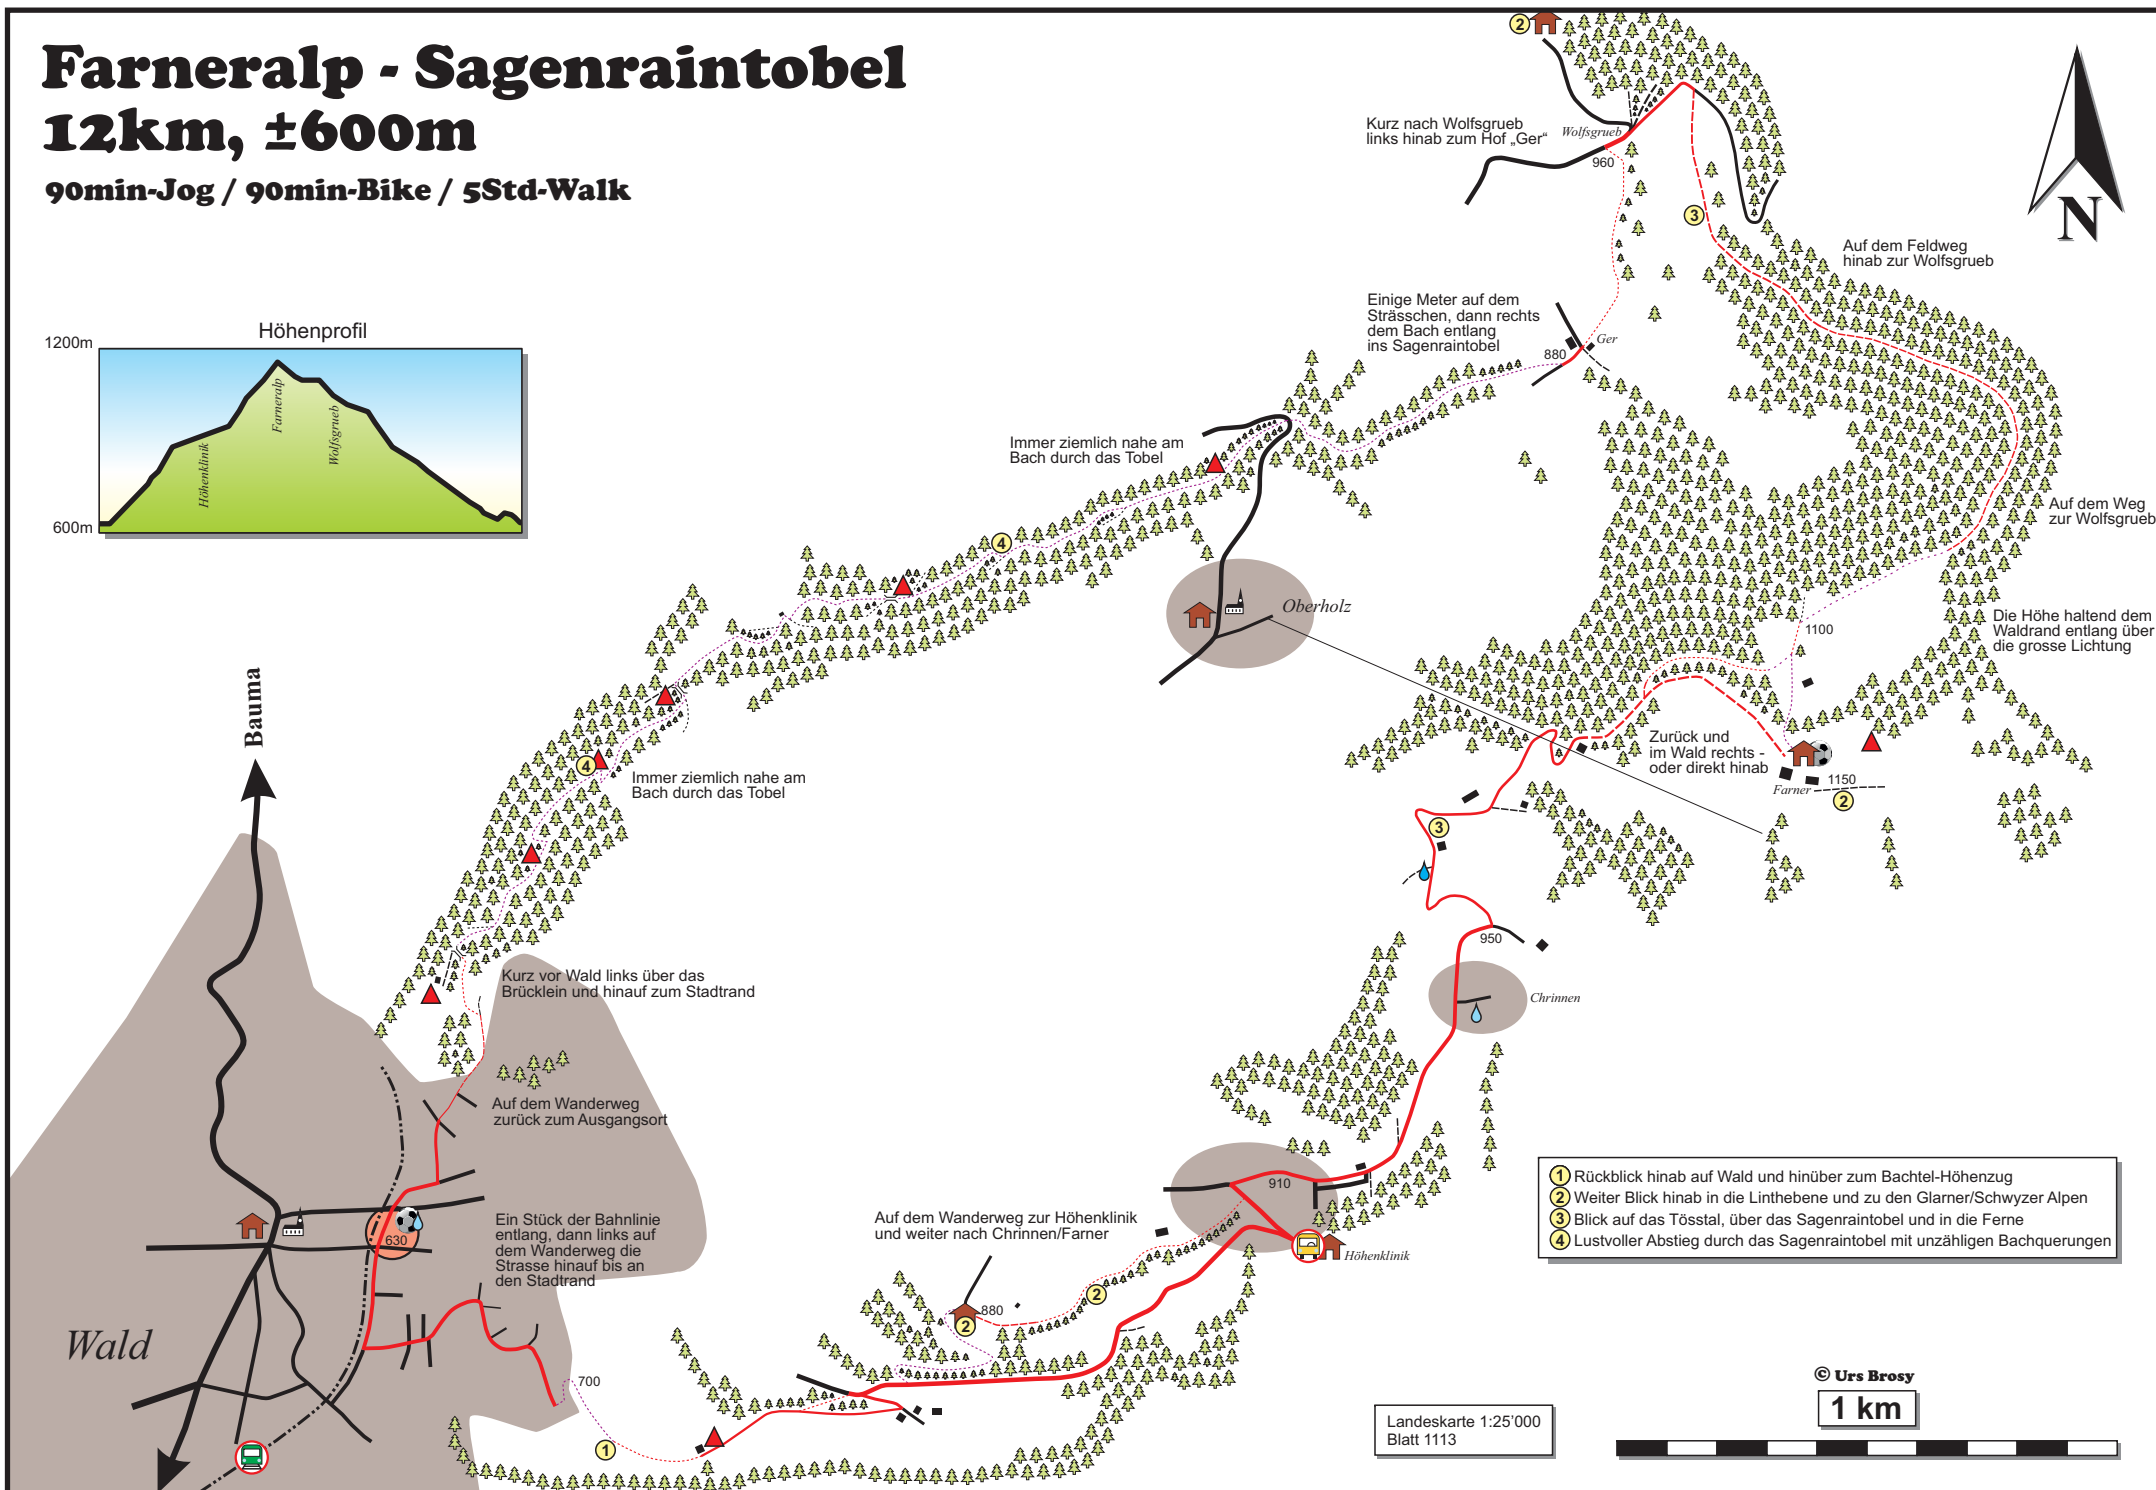 Farneralp - Sagenraintobel
12km, ±600m
90min-Jog / 90min-Bike / 5Std-Walk
Höhenprofil
1200m
600m
Höhenklinik
Farneralp
Wolfsgrueb
2
Kurz nach Wolfsgrueb
links hinab zum Hof „Ger“
Wolfsgrueb
960
N
3
Auf dem Feldweg
hinab zur Wolfsgrueb
Einige Meter auf dem
Strässchen, dann rechts
dem Bach entlang
ins Sagenraintobel
Ger
880
Immer ziemlich nahe am
Bach durch das Tobel
4
Auf dem Weg
zur Wolfsgrueb
Oberholz
Die Höhe haltend dem
Waldrand entlang über
die grosse Lichtung
1100
Zurück und
im Wald rechts -
oder direkt hinab
1150
Farner
2
Bauma
4
Immer ziemlich nahe am
Bach durch das Tobel
3
950
Chrinnen
Kurz vor Wald links über das
Brücklein und hinauf zum Stadtrand
Auf dem Wanderweg
zurück zum Ausgangsort
910
Auf dem Wanderweg zur Höhenklinik
und weiter nach Chrinnen/Farner
Höhenklinik
630
Ein Stück der Bahnlinie
entlang, dann links auf
dem Wanderweg die
Strasse hinauf bis an
den Stadtrand
2
880
2
Wald
700
1
1 Rückblick hinab auf Wald und hinüber zum Bachtel-Höhenzug
2 Weiter Blick hinab in die Linthebene und zu den Glarner/Schwyzer Alpen
3 Blick auf das Tösstal, über das Sagenraintobel und in die Ferne
4 Lustvoller Abstieg durch das Sagenraintobel mit unzähligen Bachquerungen
© Urs Brosy
1 km
Landeskarte 1:25'000
Blatt 1113